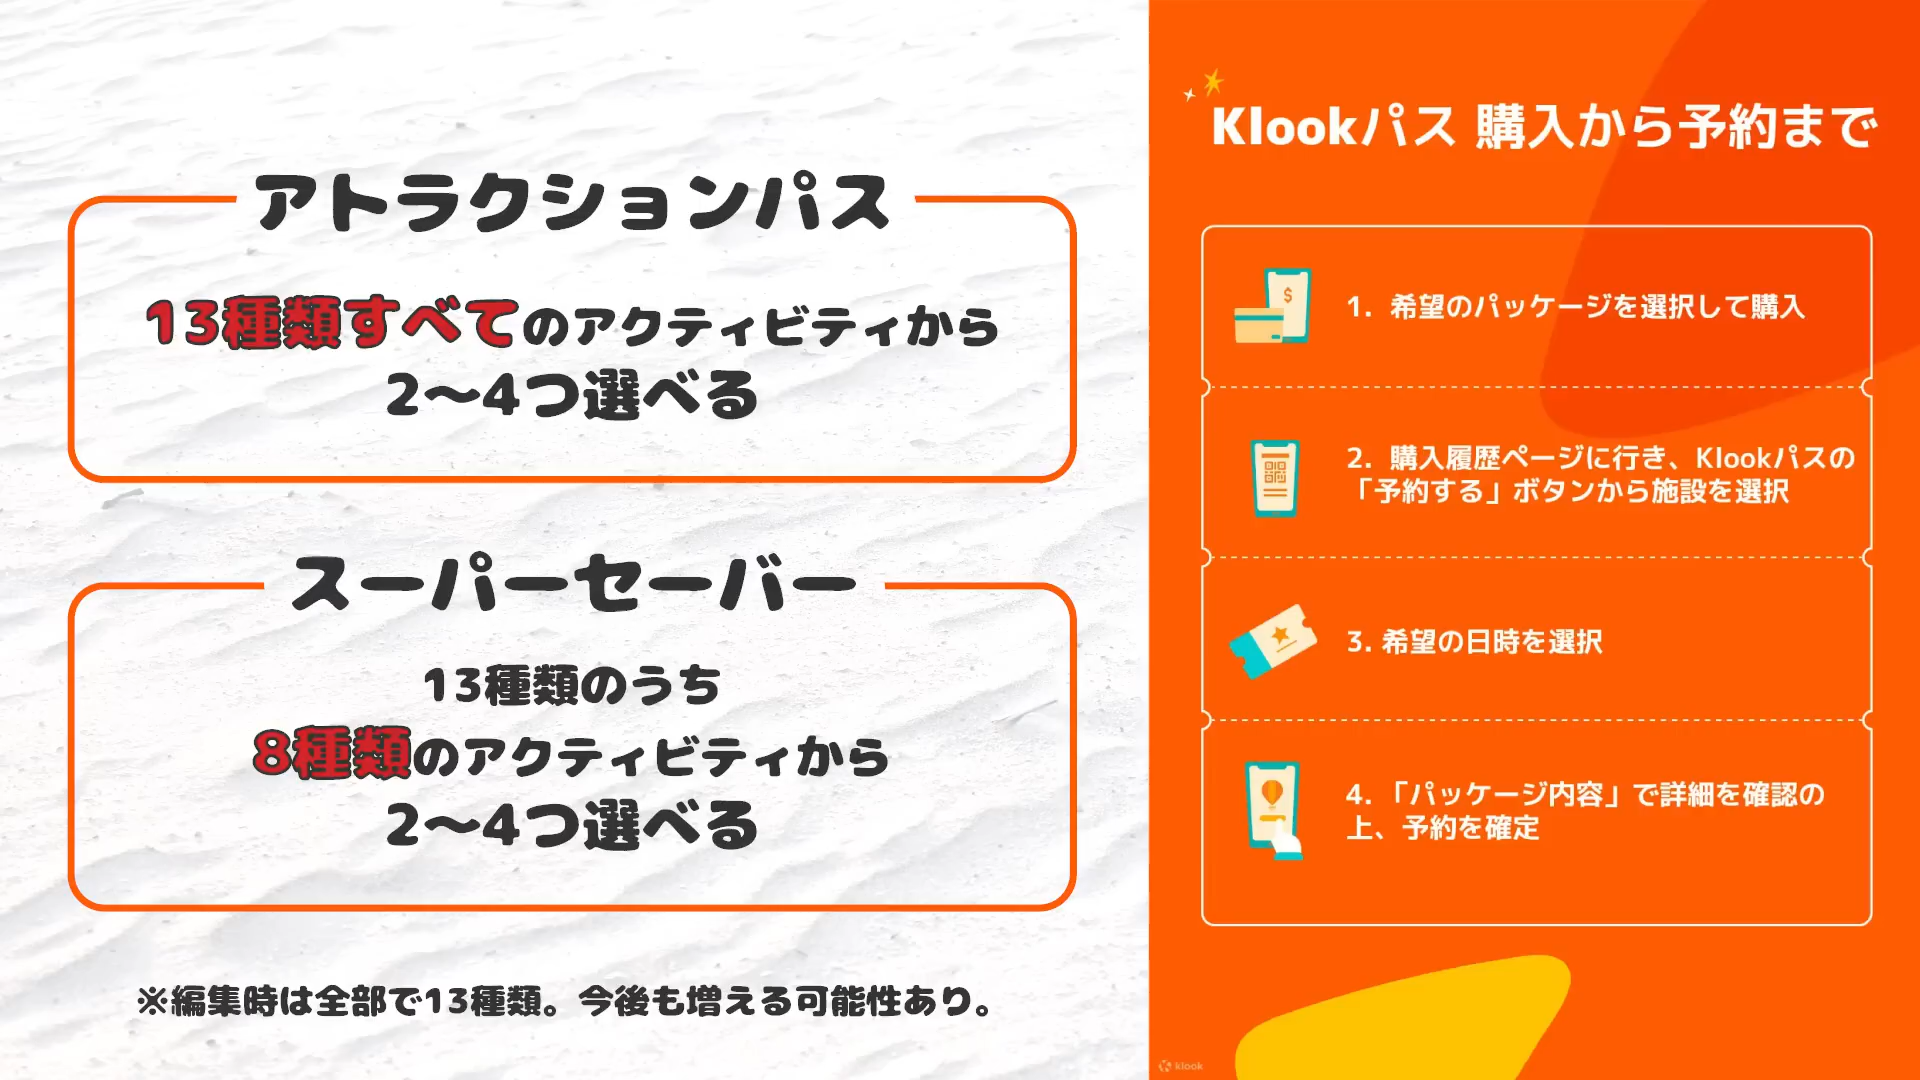 アトラクションパス
13種類すべてのアクティビティから
2〜4つ選べる
スーパーセーバー
13種類のうち
8種類のアクティビティから
2〜4つ選べる
※編集時は全部で13種類。今後も増える可能性あり。
Klookパス 購入から予約まで
$
1. 希望のパッケージを選択して購入
2. 購入履歴ページに行き、Klookパスの
「予約する」ボタンから施設を選択
3. 希望の日時を選択
4. 「パッケージ内容」で詳細を確認の
上、予約を確定
klook